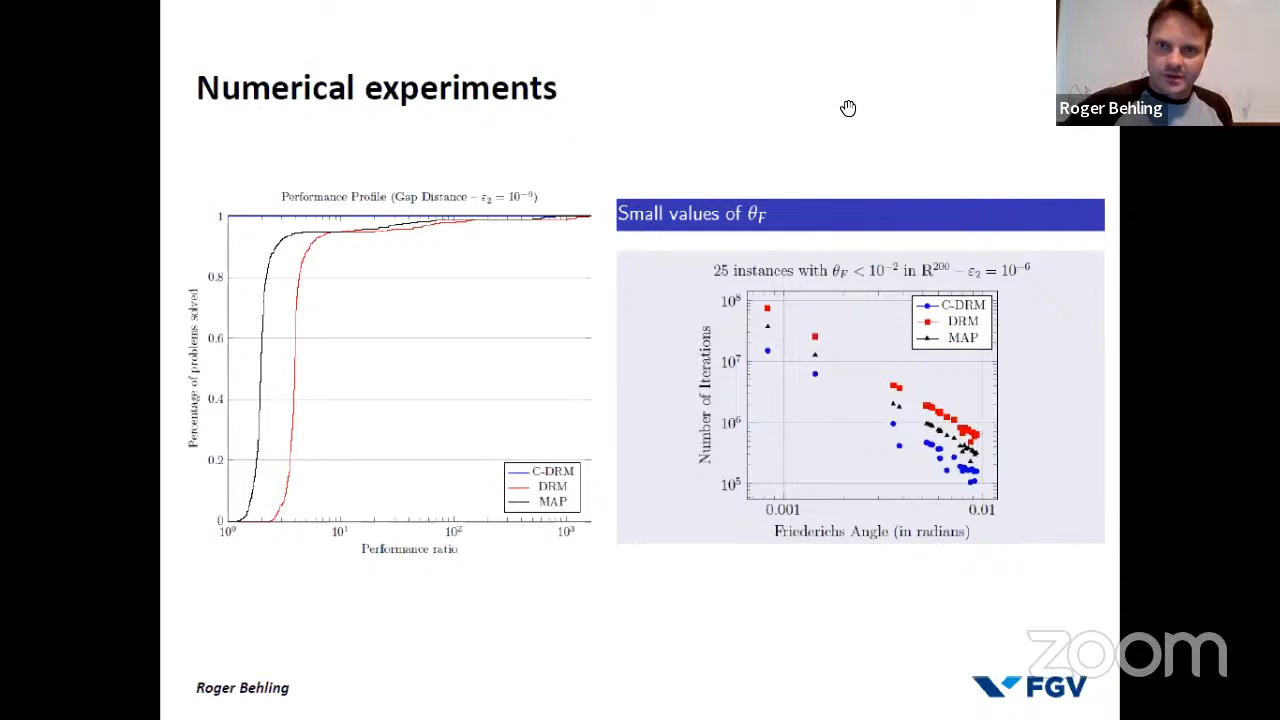 Numerical experiments
Roger Behling
Performance Profile (Gap Distance – ε₂ = 10⁻⁶)
1
0.8
0.6
0.4
0.2
0
Percentage of problems solved
C-DRM
DRM
MAP
10⁰ 10¹ 10² 10³
Performance ratio
Small values of θ_F
25 instances with θ_F < 10⁻² in R²⁰⁰ – ε₂ = 10⁻⁶
10⁸
10⁷
10⁶
10⁵
Number of Iterations
C-DRM
DRM
MAP
0.001 0.01
Friederichs Angle (in radians)
zoom
Roger Behling
FGV